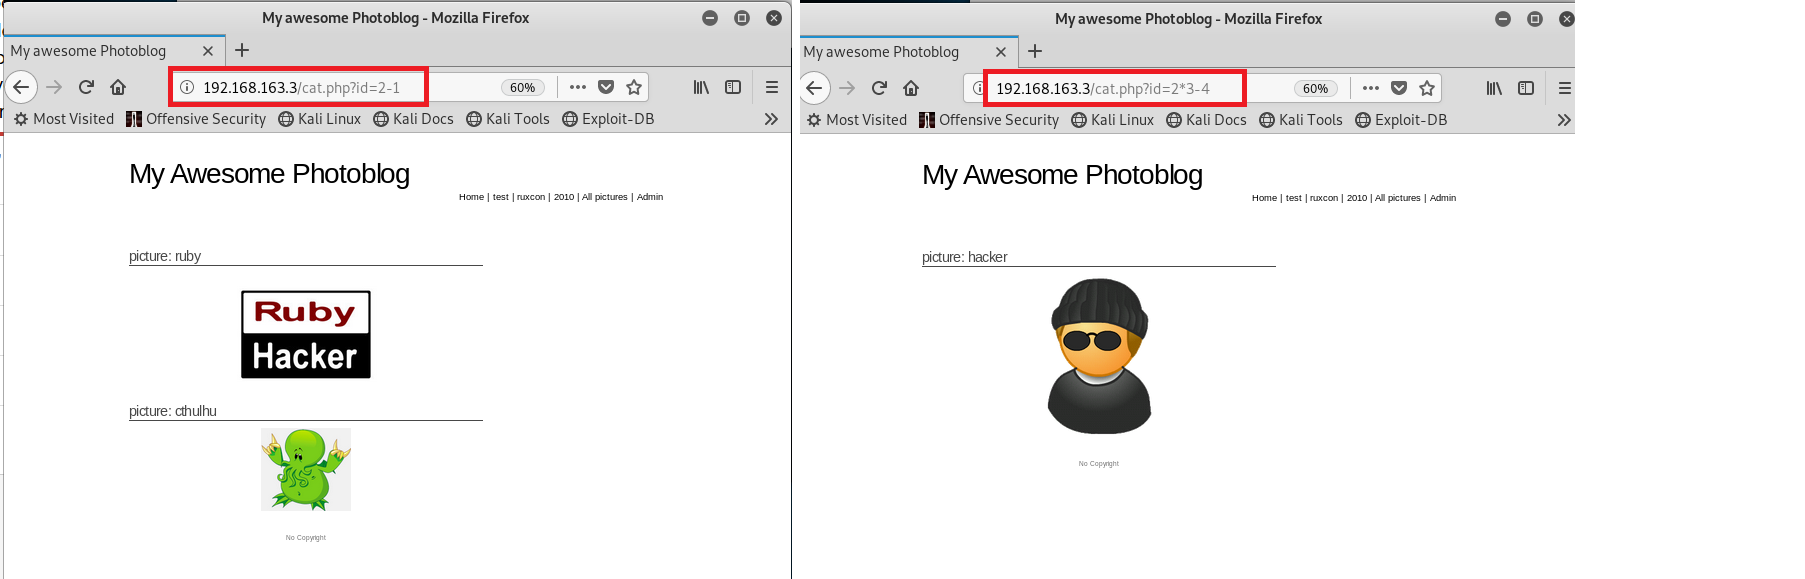 My awesome Photoblog - Mozilla Firefox
My awesome Photoblog
192.168.163.3/cat.php?id=2-1
60%
Most Visited Offensive Security Kali Linux Kali Docs Kali Tools Exploit-DB
My Awesome Photoblog
Home | test | ruxcon | 2010 | All pictures | Admin
picture: ruby
Ruby
Hacker
picture: cthulhu
No Copyright
My awesome Photoblog - Mozilla Firefox
My awesome Photoblog
192.168.163.3/cat.php?id=2*3-4
60%
Most Visited Offensive Security Kali Linux Kali Docs Kali Tools Exploit-DB
My Awesome Photoblog
Home | test | ruxcon | 2010 | All pictures | Admin
picture: hacker
No Copyright